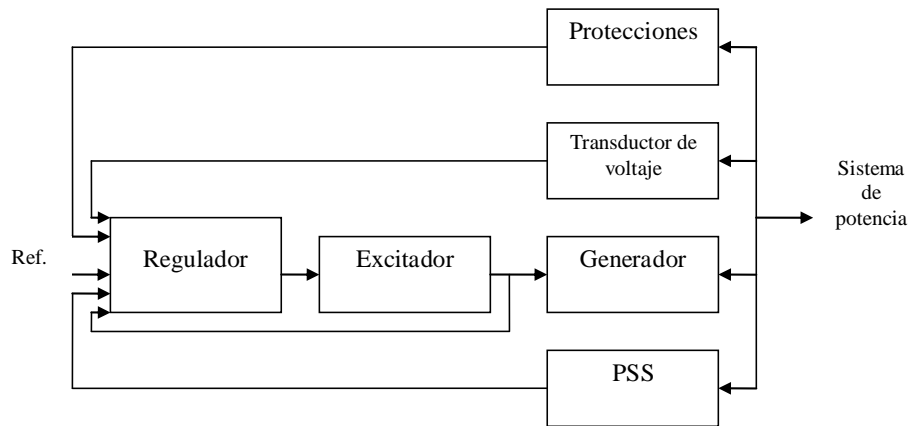 Protecciones
Transductor de
voltaje
Sistema
de
potencia
Ref.
Regulador
Excitador
Generador
PSS